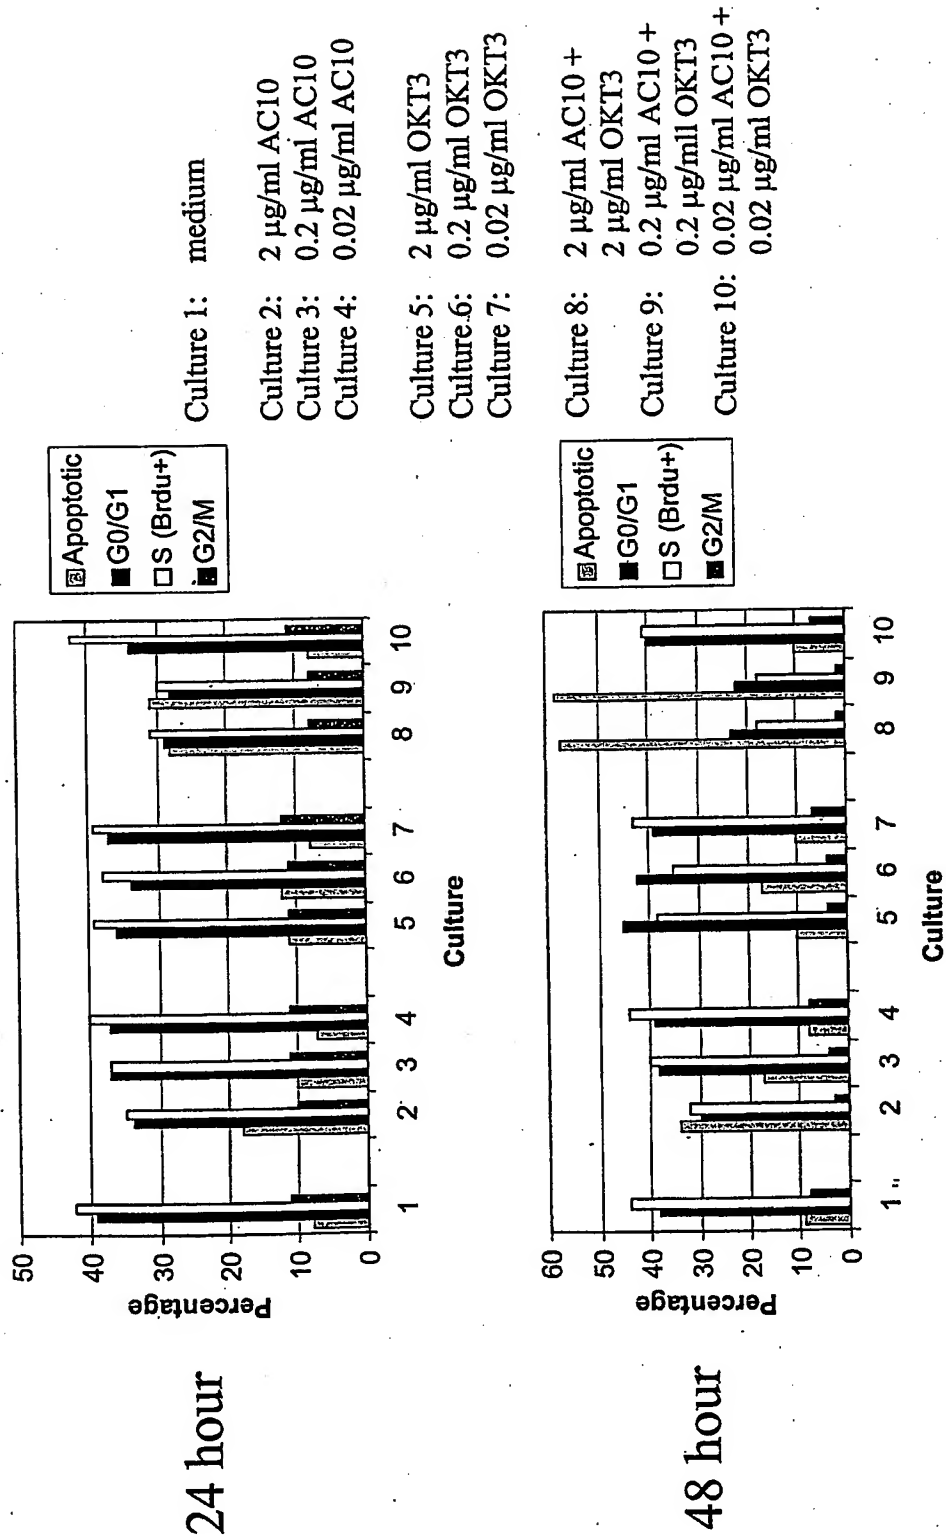 24 hour
Percentage
50
40
30
20
10
0
1
2
3
4
5
6
7
8
9
10
Culture
Apoptotic
G0/G1
S (Brdu+)
G2/M
48 hour
Percentage
60
50
40
30
20
10
0
1
2
3
4
5
6
7
8
9
10
Culture
Apoptotic
G0/G1
S (Brdu+)
G2/M
Culture 1: medium
Culture 2: 2 µg/ml AC10
Culture 3: 0.2 µg/ml AC10
Culture 4: 0.02 µg/ml AC10
Culture 5: 2 µg/ml OKT3
Culture 6: 0.2 µg/ml OKT3
Culture 7: 0.02 µg/ml OKT3
Culture 8: 2 µg/ml AC10 +
2 µg/ml OKT3
Culture 9: 0.2 µg/ml AC10 +
0.2 µg/mll OKT3
Culture 10: 0.02 µg/ml AC10 +
0.02 µg/ml OKT3